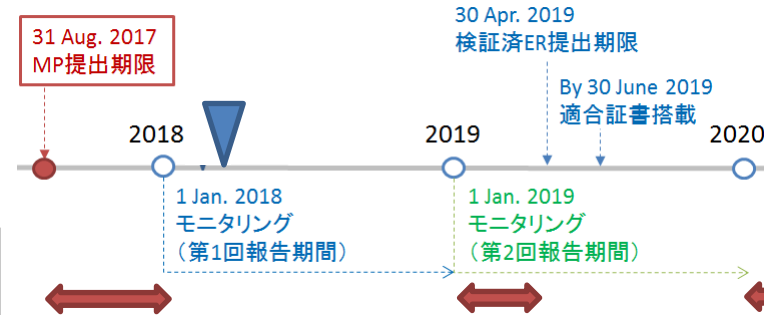 31 Aug. 2017
MP提出期限
30 Apr. 2019
検証済ER提出期限
By 30 June 2019
適合証書搭載
2018
2019
2020
1 Jan. 2018
モニタリング
（第1回報告期間）
1 Jan. 2019
モニタリング
（第2回報告期間）